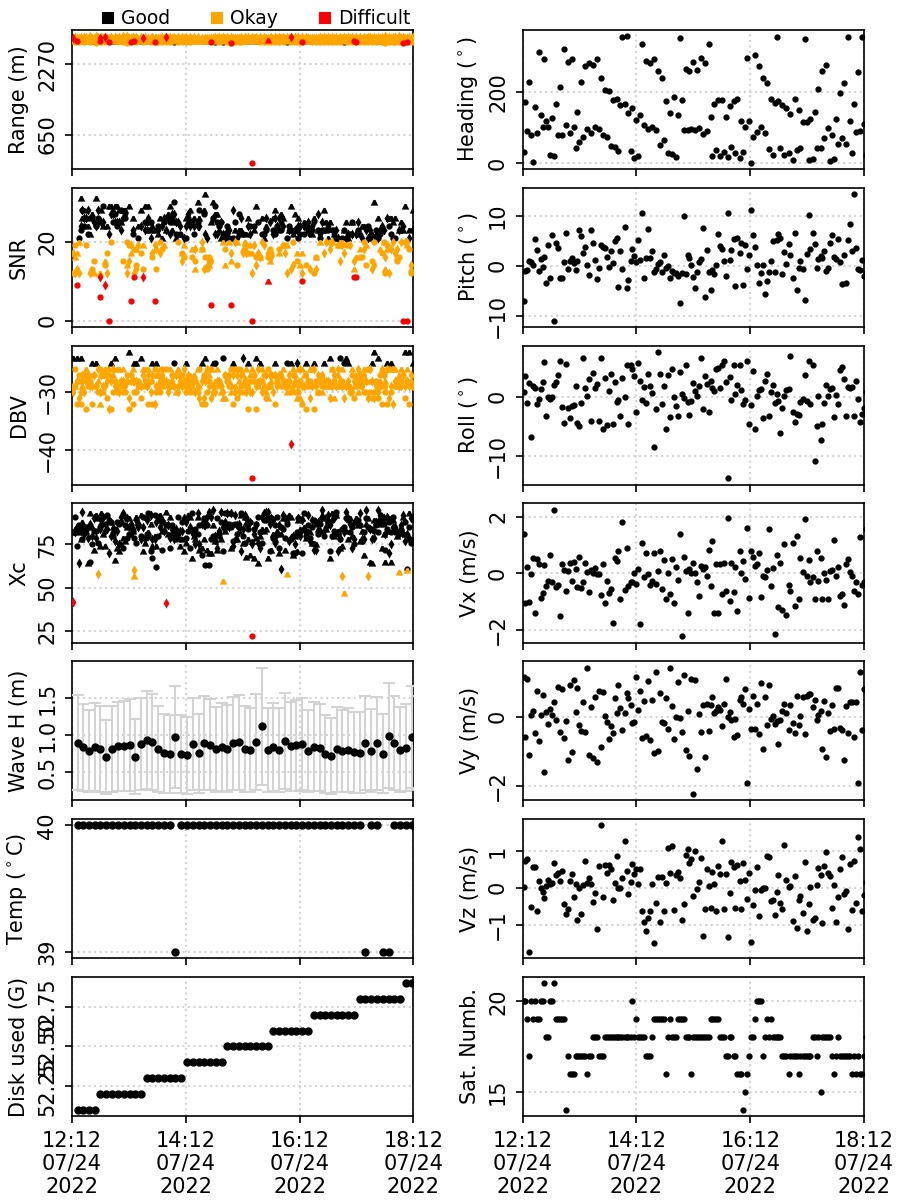 Good Okay Difficult
Range (m)
2270
650
Heading (°)
200
0
SNR
20
0
Pitch (°)
10
0
−10
DBV
−30
−40
Roll (°)
0
−10
Xc
75
50
25
Vx (m/s)
2
0
−2
Wave H (m)
1.5
1.0
0.5
Vy (m/s)
0
−2
Temp (°C)
40
39
Vz (m/s)
1
0
−1
Disk used (G)
52.75
52.50
52.25
Sat. Numb.
20
15
12:12 14:12 16:12 18:12
07/24 07/24 07/24 07/24
2022 2022 2022 2022
12:12 14:12 16:12 18:12
07/24 07/24 07/24 07/24
2022 2022 2022 2022